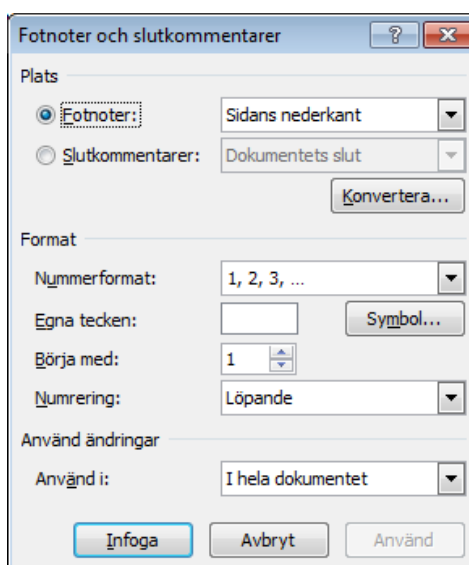 Fotnoter och slutkommentarer
Plats
Fotnoter: Sidans nederkant
Slutkommentarer: Dokumentets slut
Konvertera...
Format
Nummerformat: 1, 2, 3, ...
Egna tecken: Symbol...
Börja med: 1
Numrering: Löpande
Använd ändringar
Använd i: I hela dokumentet
Infoga Avbryt Använd